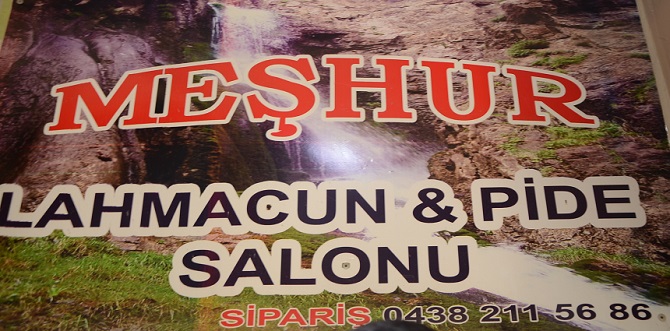 MEŞHUR
LAHMACUN & PİDE
SALONU
SİPARİŞ 0438 211 56 86